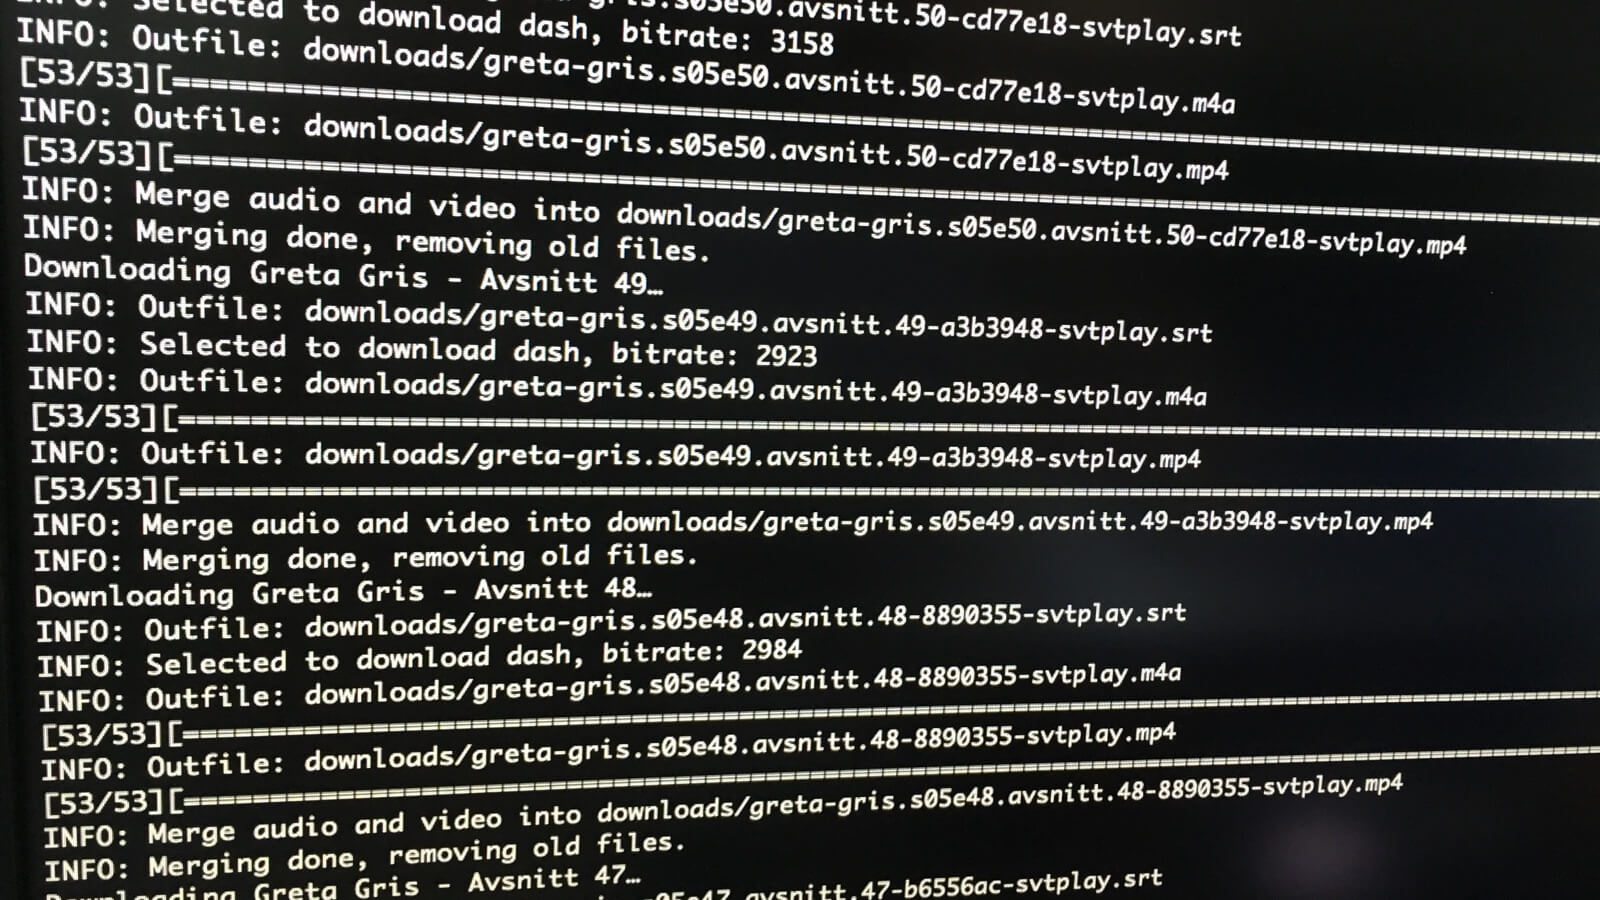 INFO: Selected to download dash, bitrate: 3158
s05e50.avsnitt.50-cd77e18-svtplay.srt
INFO: Outfile: downloads/greta-gris.s05e50.avsnitt.50-cd77e18-svtplay.m4a
[53/53][==============================
INFO: Outfile: downloads/greta-gris.s05e50.avsnitt.50-cd77e18-svtplay.mp4
[53/53][==============================
INFO: Merge audio and video into downloads/greta-gris.s05e50.avsnitt.50-cd77e18-svtplay.mp4
INFO: Merging done, removing old files.
Downloading Greta Gris - Avsnitt 49…
INFO: Outfile: downloads/greta-gris.s05e49.avsnitt.49-a3b3948-svtplay.srt
INFO: Selected to download dash, bitrate: 2923
INFO: Outfile: downloads/greta-gris.s05e49.avsnitt.49-a3b3948-svtplay.m4a
[53/53][==============================
INFO: Outfile: downloads/greta-gris.s05e49.avsnitt.49-a3b3948-svtplay.mp4
[53/53][==============================
INFO: Merge audio and video into downloads/greta-gris.s05e49.avsnitt.49-a3b3948-svtplay.mp4
INFO: Merging done, removing old files.
Downloading Greta Gris - Avsnitt 48…
INFO: Outfile: downloads/greta-gris.s05e48.avsnitt.48-8890355-svtplay.srt
INFO: Selected to download dash, bitrate: 2984
INFO: Outfile: downloads/greta-gris.s05e48.avsnitt.48-8890355-svtplay.m4a
[53/53][==============================
INFO: Outfile: downloads/greta-gris.s05e48.avsnitt.48-8890355-svtplay.mp4
[53/53][==============================
INFO: Merge audio and video into downloads/greta-gris.s05e48.avsnitt.48-8890355-svtplay.mp4
INFO: Merging done, removing old files.
Downloading Greta Gris - Avsnitt 47…
s05e47.avsnitt.47-b6556ac-svtplay.srt